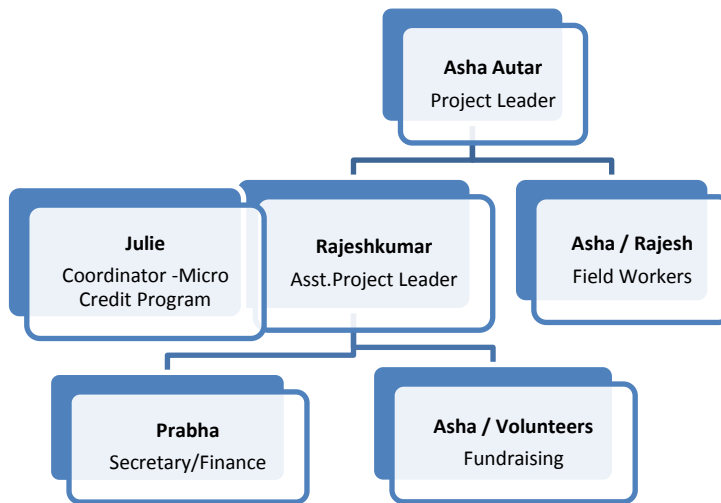 Asha Autar
Project Leader
Julie
Coordinator -Micro
Credit Program
Rajeshkumar
Asst.Project Leader
Asha / Rajesh
Field Workers
Prabha
Secretary/Finance
Asha / Volunteers
Fundraising